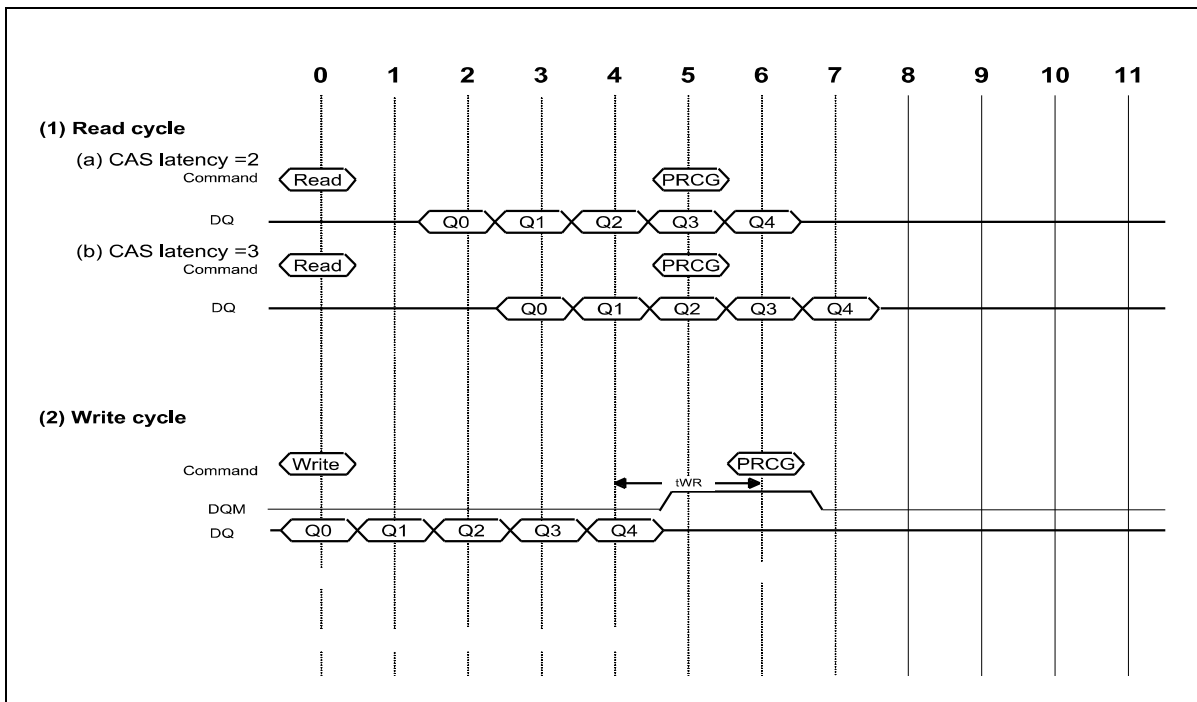 0 1 2 3 4 5 6 7 8 9 10 11
(1) Read cycle
(a) CAS latency =2
Command Read PRCG
DQ Q0 Q1 Q2 Q3 Q4
(b) CAS latency =3
Command Read PRCG
DQ Q0 Q1 Q2 Q3 Q4
(2) Write cycle
Command Write PRCG
tWR
DQM
DQ Q0 Q1 Q2 Q3 Q4